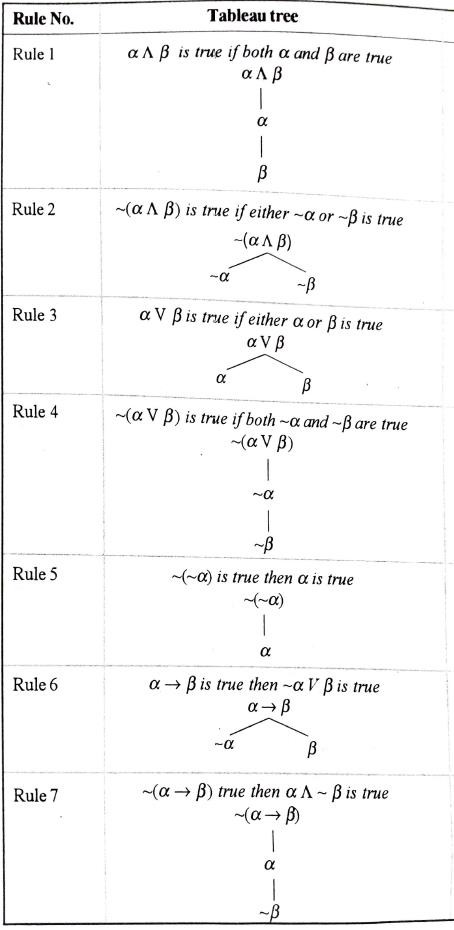 Rule No. Tableau tree
Rule 1 α Λ β is true if both α and β are true
α Λ β
α
β
Rule 2 ~(α Λ β) is true if either ~α or ~β is true
~(α Λ β)
~α ~β
Rule 3 α V β is true if either α or β is true
α V β
α β
Rule 4 ~(α V β) is true if both ~α and ~β are true
~(α V β)
~α
~β
Rule 5 ~(~α) is true then α is true
~(~α)
α
Rule 6 α → β is true then ~α V β is true
α → β
~α β
Rule 7 ~(α → β) true then α Λ ~ β is true
~(α → β)
α
~β